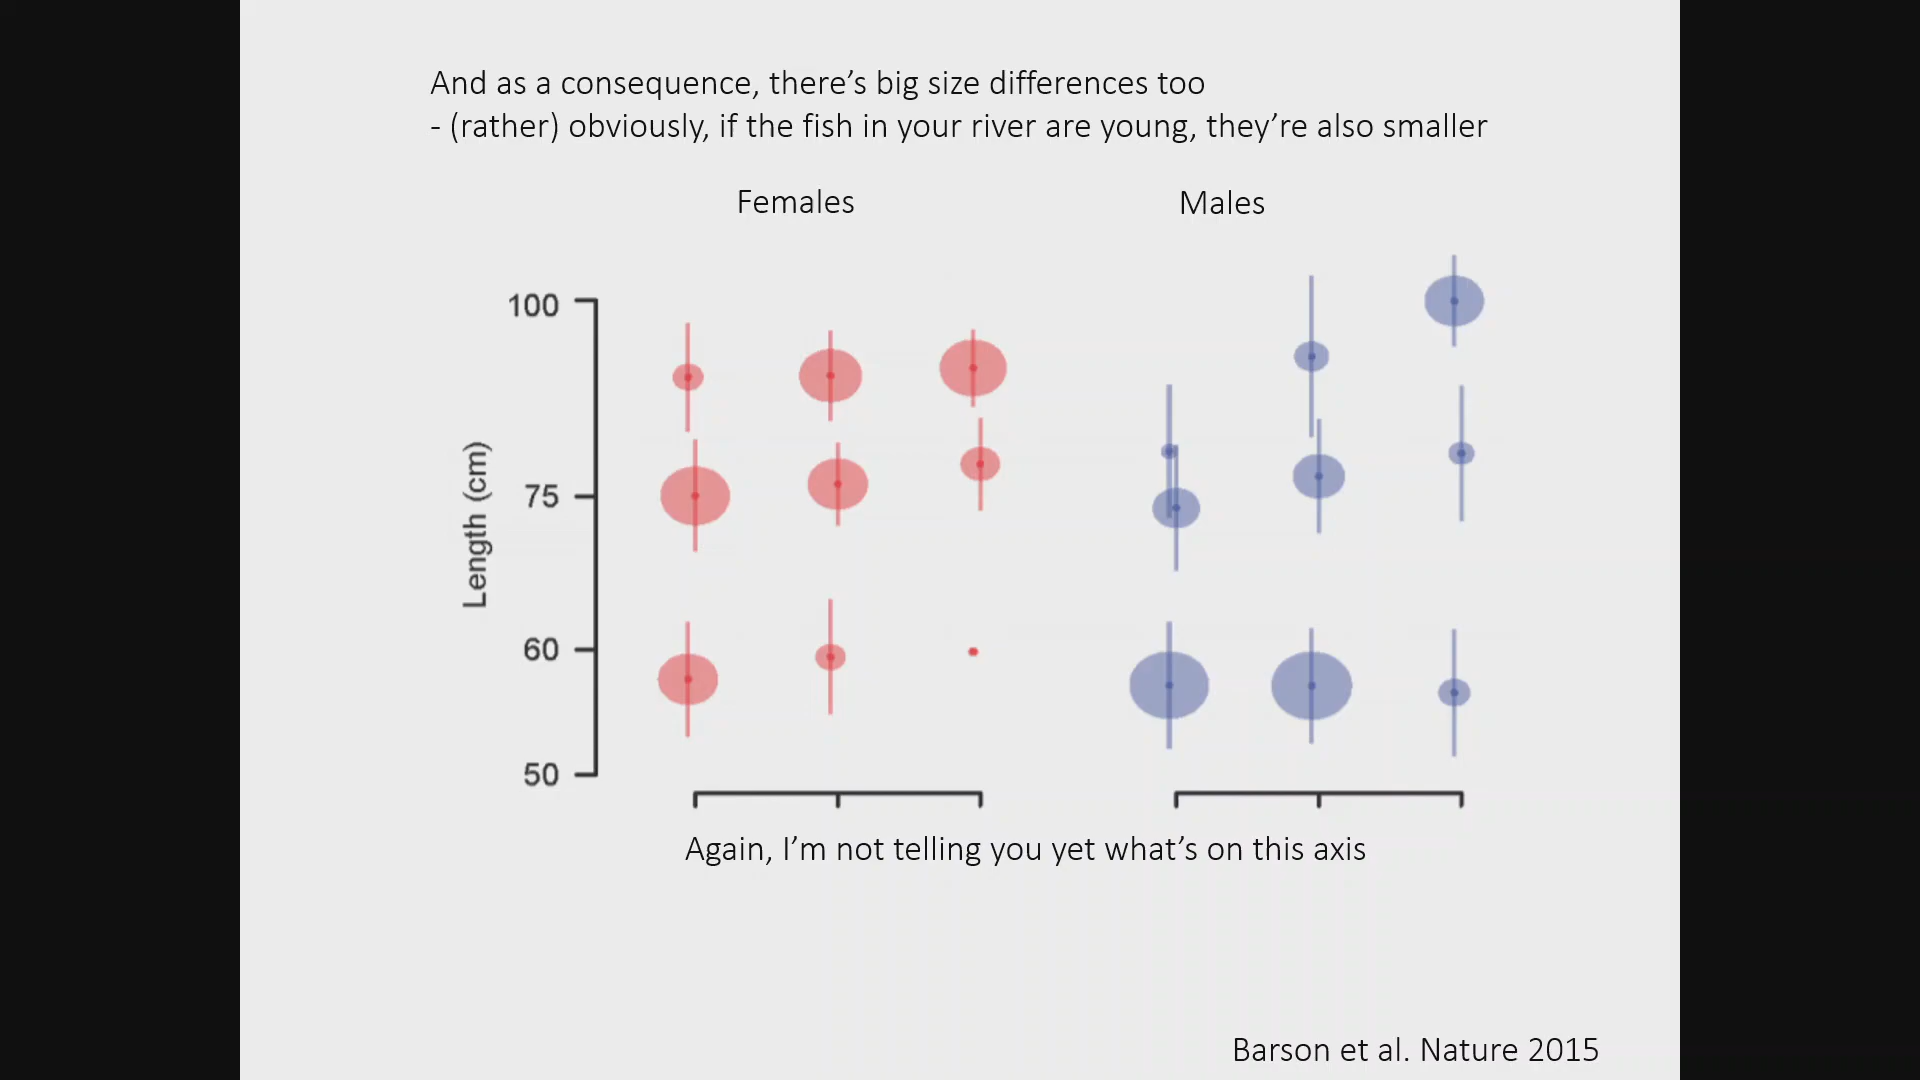 And as a consequence, there’s big size differences too
- (rather) obviously, if the fish in your river are young, they’re also smaller
Females
Males
100
75
60
50
Length (cm)
Again, I’m not telling you yet what’s on this axis
Barson et al. Nature 2015